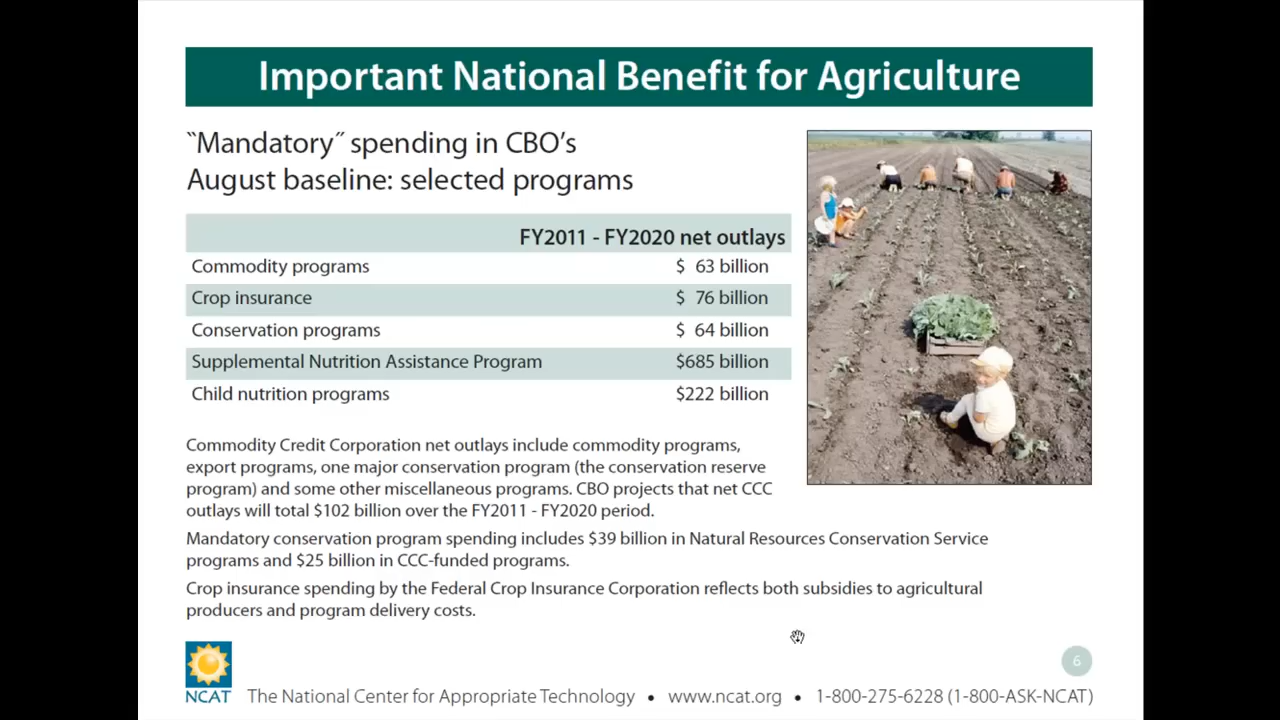 Important National Benefit for Agriculture
‶Mandatory″ spending in CBO’s
August baseline: selected programs
FY2011 - FY2020 net outlays
Commodity programs $ 63 billion
Crop insurance $ 76 billion
Conservation programs $ 64 billion
Supplemental Nutrition Assistance Program $685 billion
Child nutrition programs $222 billion
Commodity Credit Corporation net outlays include commodity programs,
export programs, one major conservation program (the conservation reserve
program) and some other miscellaneous programs. CBO projects that net CCC
outlays will total $102 billion over the FY2011 - FY2020 period.
Mandatory conservation program spending includes $39 billion in Natural Resources Conservation Service
programs and $25 billion in CCC-funded programs.
Crop insurance spending by the Federal Crop Insurance Corporation reflects both subsidies to agricultural
producers and program delivery costs.
6
NCAT
The National Center for Appropriate Technology • www.ncat.org • 1-800-275-6228 (1-800-ASK-NCAT)